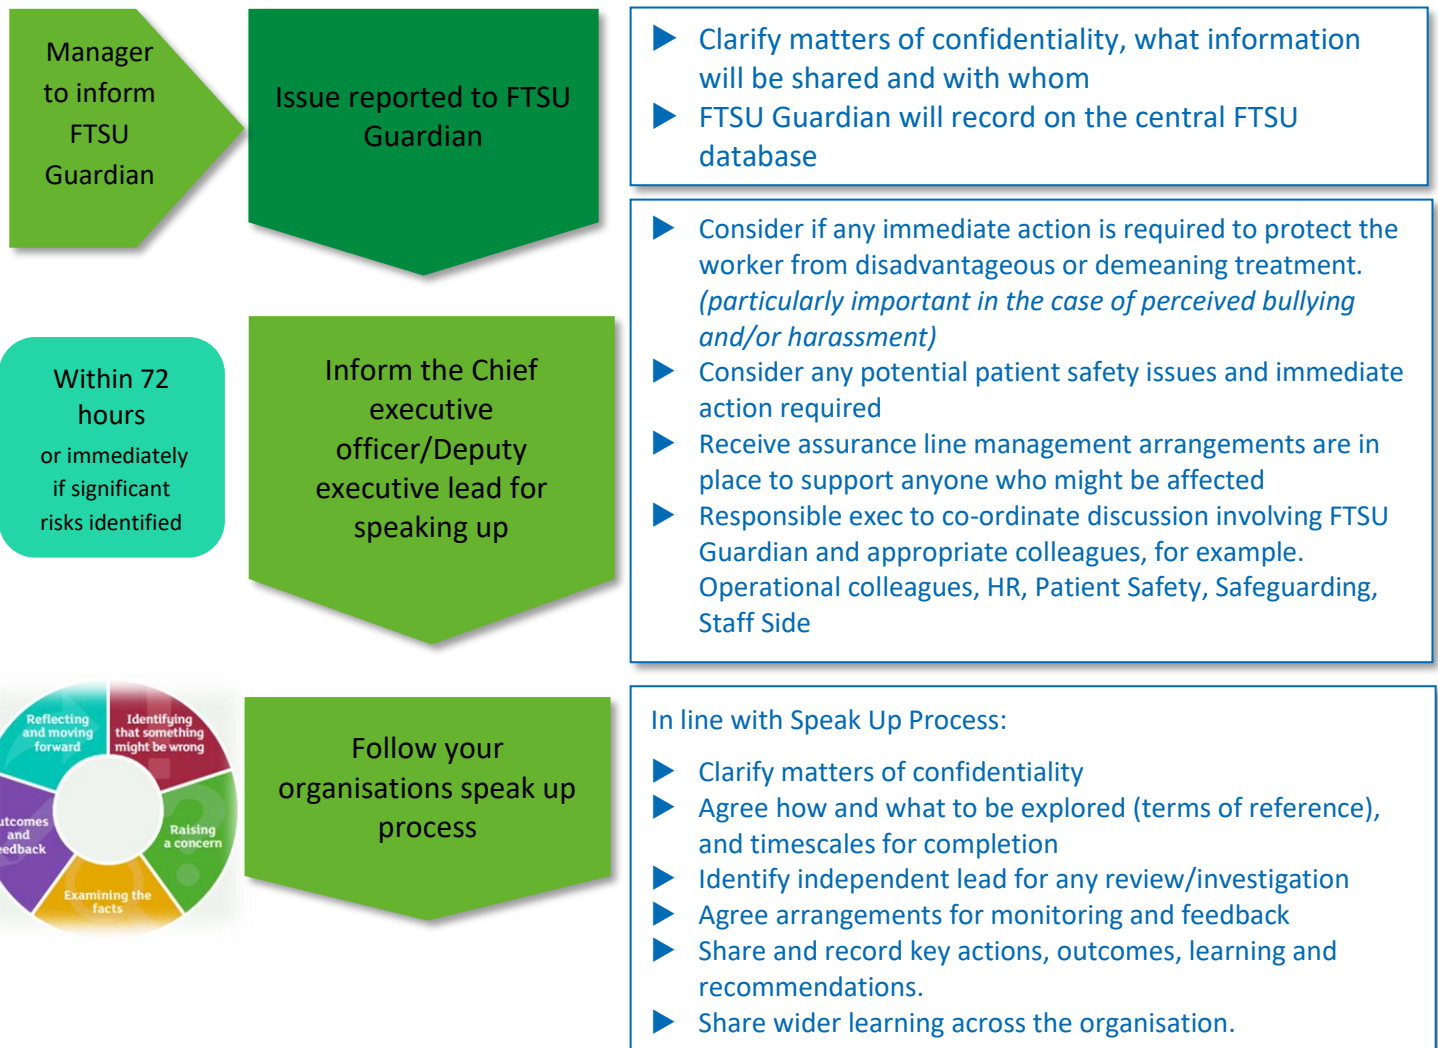 Manager
to inform
FTSU
Guardian
Issue reported to FTSU
Guardian
Clarify matters of confidentiality, what information
will be shared and with whom
FTSU Guardian will record on the central FTSU
database
Within 72
hours
or immediately
if significant
risks identified
Inform the Chief
executive
officer/Deputy
executive lead for
speaking up
Consider if any immediate action is required to protect the
worker from disadvantageous or demeaning treatment.
(particularly important in the case of perceived bullying
and/or harassment)
Consider any potential patient safety issues and immediate
action required
Receive assurance line management arrangements are in
place to support anyone who might be affected
Responsible exec to co-ordinate discussion involving FTSU
Guardian and appropriate colleagues, for example.
Operational colleagues, HR, Patient Safety, Safeguarding,
Staff Side
Reflecting
and moving
forward
Identifying
that something
might be wrong
Raising
a concern
Examining the
facts
utcomes
and
edback
Follow your
organisations speak up
process
In line with Speak Up Process:
Clarify matters of confidentiality
Agree how and what to be explored (terms of reference),
and timescales for completion
Identify independent lead for any review/investigation
Agree arrangements for monitoring and feedback
Share and record key actions, outcomes, learning and
recommendations.
Share wider learning across the organisation.